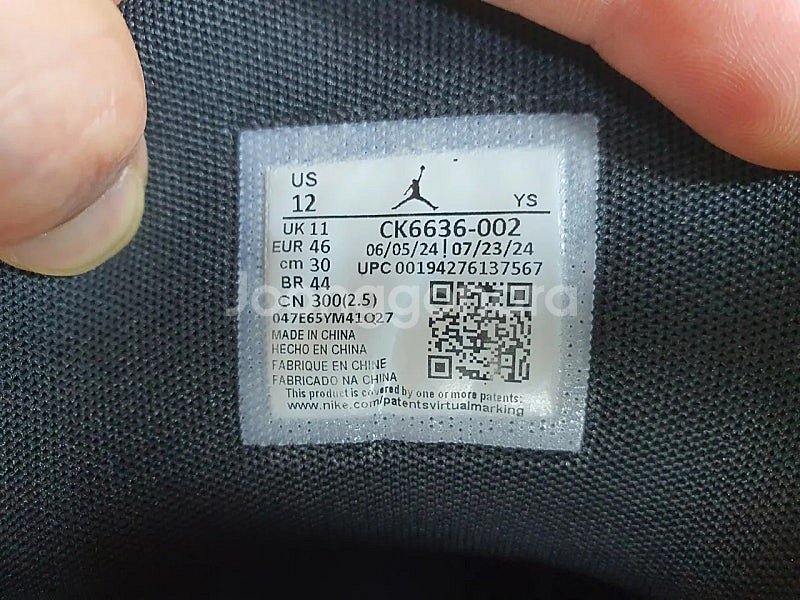 US
12
YS
UK 11
CK6636-002
EUR 46
06/05/24 | 07/23/24
cm 30
UPC 00194276137567
BR 44
CN 300(2.5)
Joonggonara
047E65YM41Q27
MADE IN CHINA
HECHO EN CHINA
FABRIQUE EN CHINE
FABRICADO NA CHINA
This product is covered by one or more patents:
www.nike.com/patentsvirtualmarking